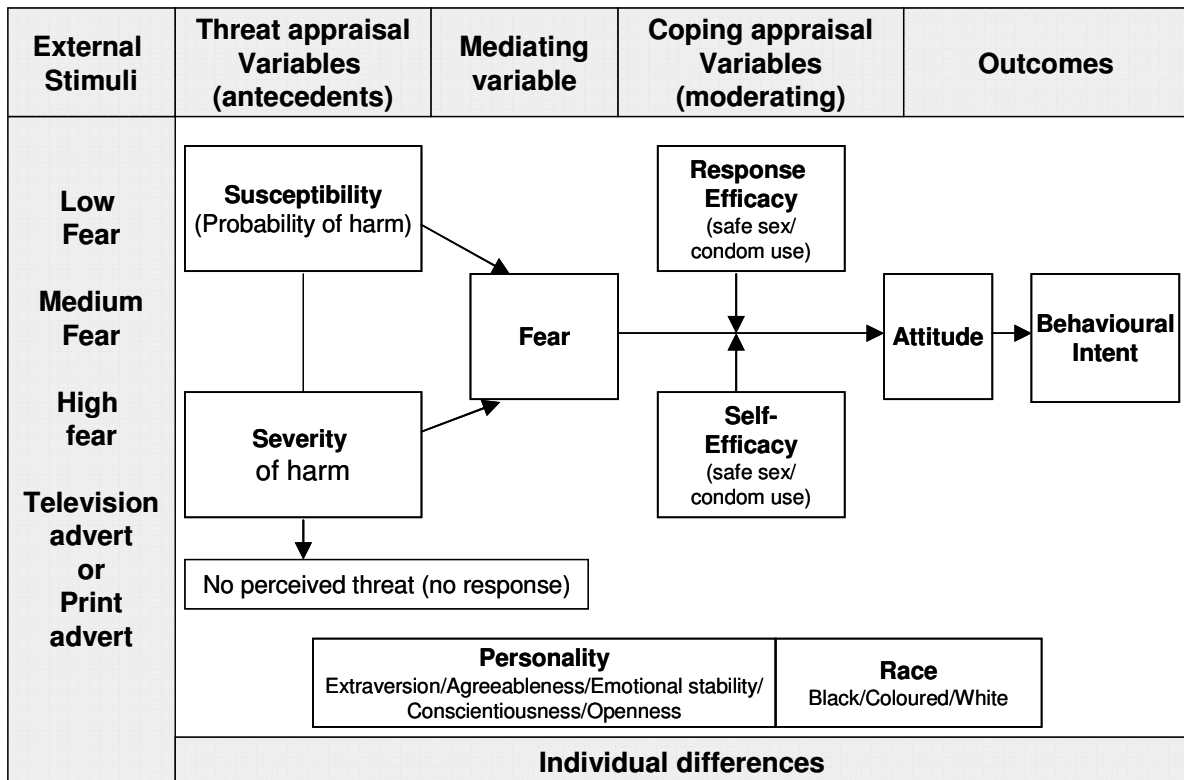 External
Stimuli
Threat appraisal
Variables
(antecedents)
Mediating
variable
Coping appraisal
Variables
(moderating)
Outcomes
Low
Fear
Medium
Fear
High
fear
Television
advert
or
Print
advert
Susceptibility
(Probability of harm)
Severity
of harm
No perceived threat (no response)
Fear
Response
Efficacy
(safe sex/
condom use)
Self-
Efficacy
(safe sex/
condom use)
Attitude
Behavioural
Intent
Personality
Extraversion/Agreeableness/Emotional stability/
Conscientiousness/Openness
Race
Black/Coloured/White
Individual differences